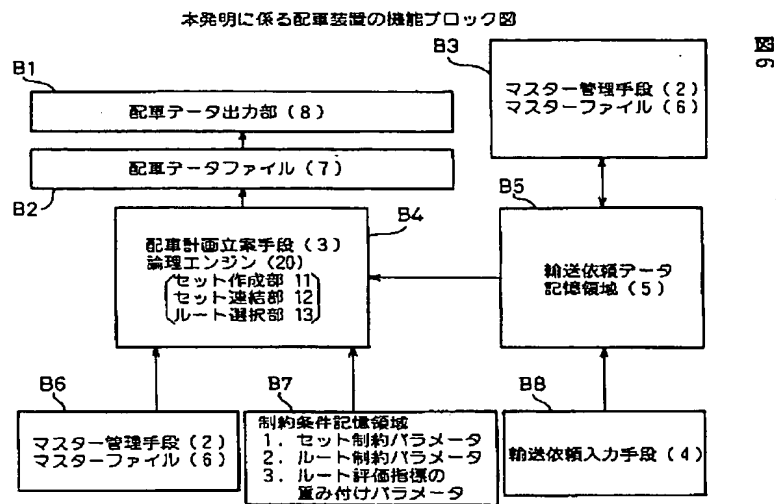 本発明に係る配車装置の機能ブロック図
図9
B1
配車データ出力部(8)
配車データファイル(7)
B2
B3
マスター管理手段(2)
マスターファイル(6)
B4
配車計画立案手段(3)
論理エンジン(20)
セット作成部 11
セット連結部 12
ルート選択部 13
B5
輸送依頼データ
記憶領域(5)
B6
マスター管理手段(2)
マスターファイル(6)
B7
制約条件記憶領域
1. セット制約パラメータ
2. ルート制約パラメータ
3. ルート評価指標の
重み付けパラメータ
B8
輸送依頼入力手段(4)